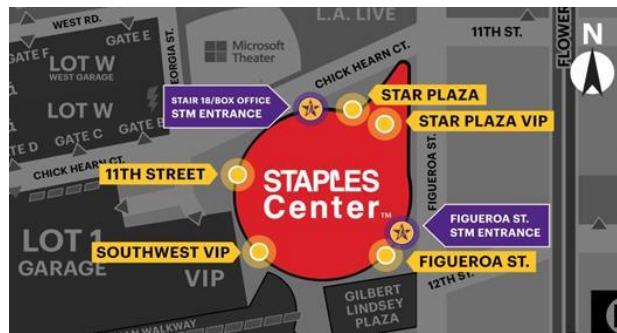 WEST RD.
GATE F
GATE E
LOT W
WEST GARAGE
LOT W
GATE D
GATE C
GATE B
CHICK HEARN CT.
GEORGIA ST.
L.A. LIVE
Microsoft
Theater
CHICK HEARN CT.
11TH ST.
FLOWER
N
STAIR 18/BOX OFFICE
STM ENTRANCE
STAR PLAZA
STAR PLAZA VIP
11TH STREET
STAPLES
Center™
FIGUEROA ST.
FIGUEROA ST.
STM ENTRANCE
LOT 1
GARAGE
SOUTHWEST VIP
VIP
FIGUEROA ST.
12TH ST.
GILBERT
LINDSEY
PLAZA
WALKWAY